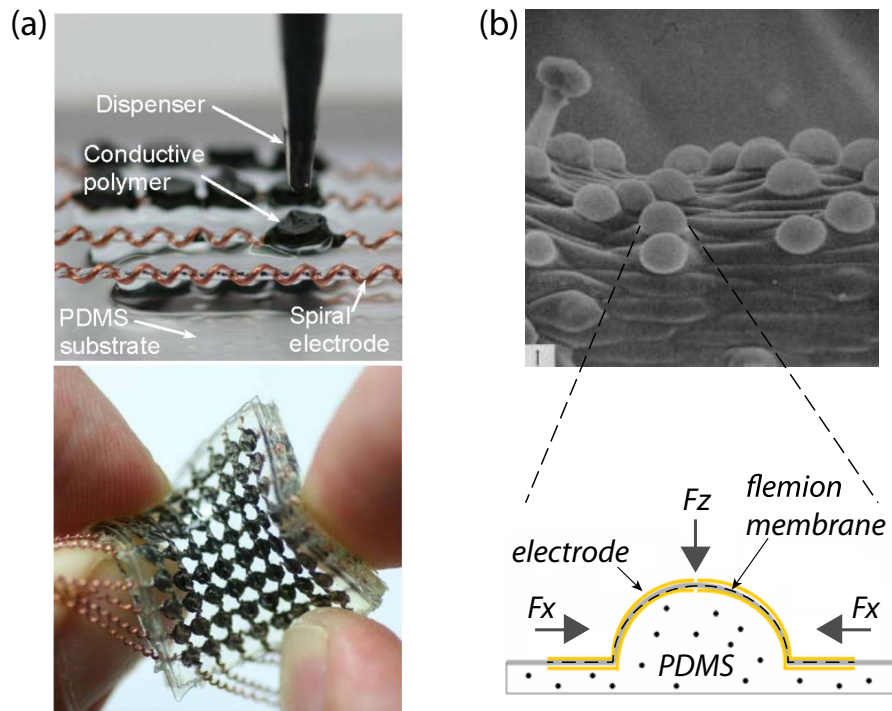 (a)
Dispenser
Conductive
polymer
PDMS
substrate
Spiral
electrode
(b)
1
Fz
flemion
membrane
electrode
Fx
Fx
PDMS